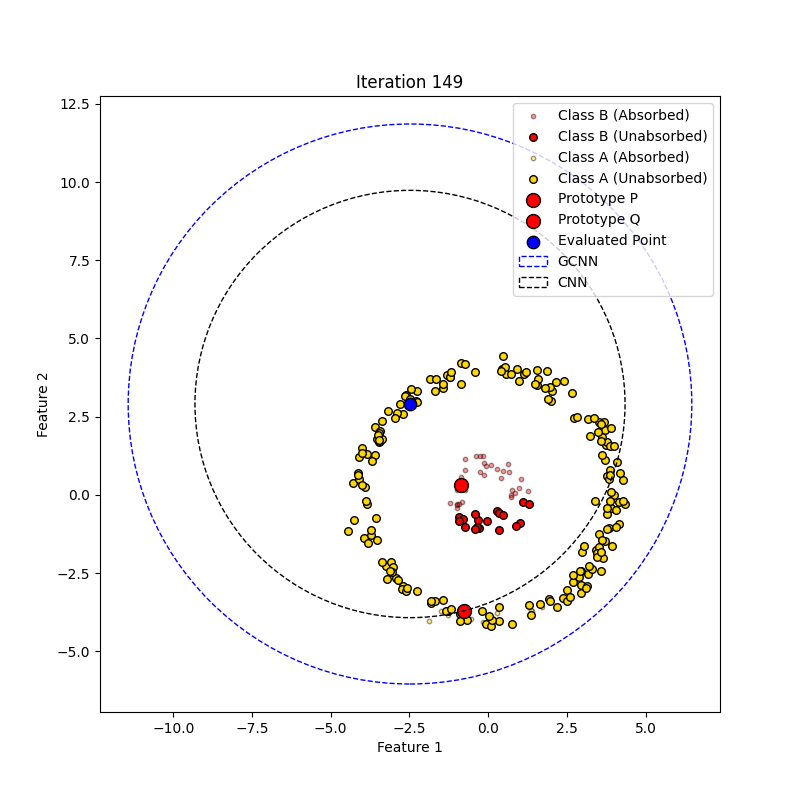 Iteration 149
12.5
10.0
7.5
5.0
2.5
0.0
−2.5
−5.0
Feature 2
Class B (Absorbed)
Class B (Unabsorbed)
Class A (Absorbed)
Class A (Unabsorbed)
Prototype P
Prototype Q
Evaluated Point
GCNN
CNN
−10.0 −7.5 −5.0 −2.5 0.0 2.5 5.0
Feature 1